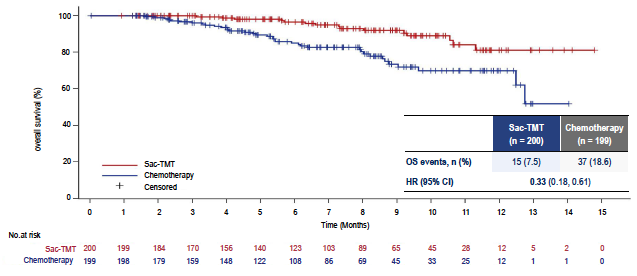 100
80
60
40
20
0
overall survival (%)
Sac-TMT
Chemotherapy
Censored
Sac-TMT (n = 200) Chemotherapy (n = 199)
OS events, n (%) 15 (7.5) 37 (18.6)
HR (95% CI) 0.33 (0.18, 0.61)
0 1 2 3 4 5 6 7 8 9 10 11 12 13 14 15
Time (Months)
No.at risk
Sac-TMT 200 199 184 170 156 140 123 103 89 65 45 28 12 5 2 0
Chemotherapy 199 198 179 159 148 122 108 86 69 45 33 25 12 1 1 0